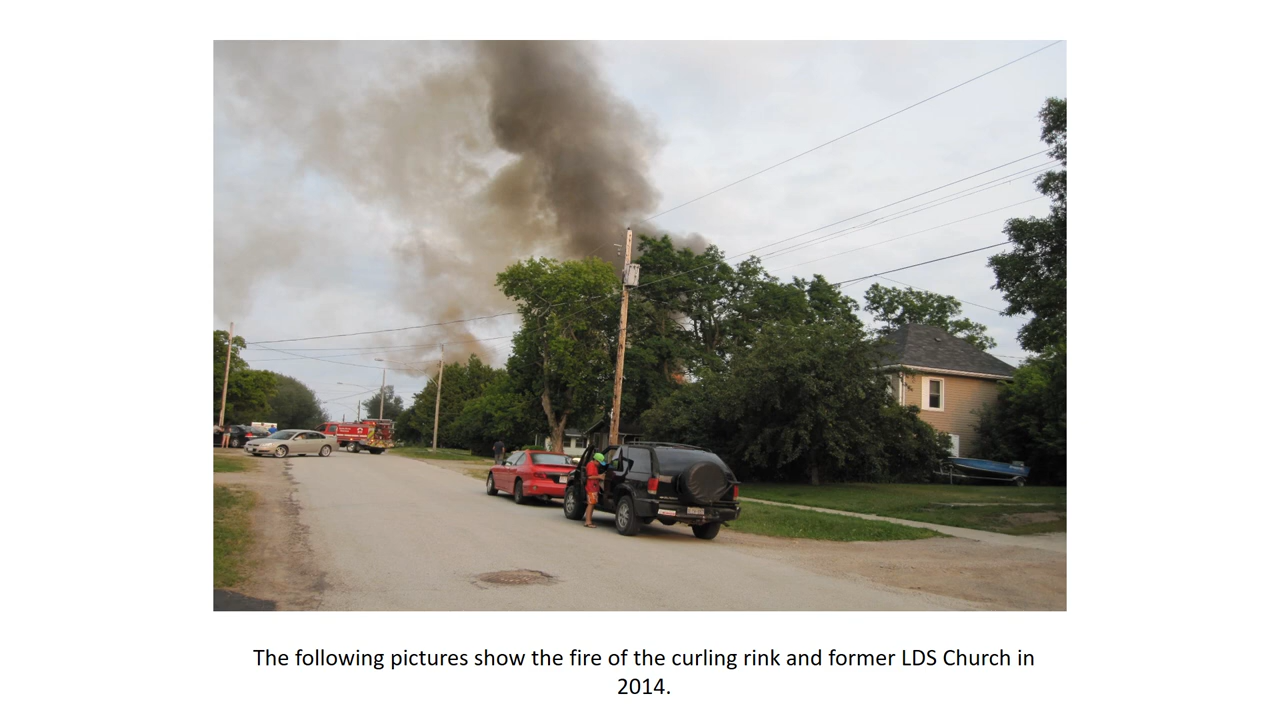 The following pictures show the fire of the curling rink and former LDS Church in
2014.